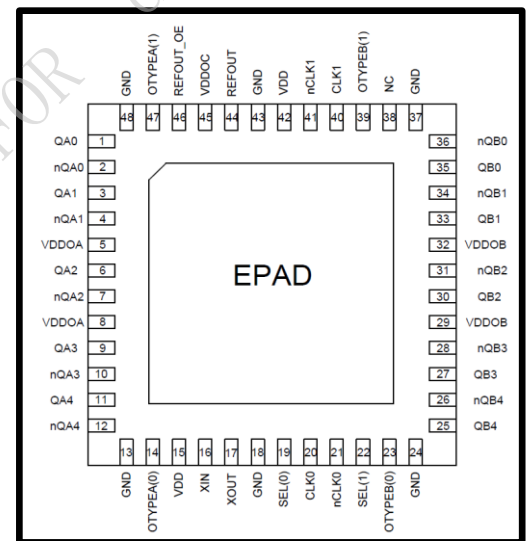 FOR
GND OTYPEA(1) REFOUT_OE VDDOC REFOUT GND VDD nCLK1 CLK1 OTYPEB(1) NC GND
48 47 46 45 44 43 42 41 40 39 38 37
QA0 1 36 nQB0
nQA0 2 35 QB0
QA1 3 34 nQB1
nQA1 4 33 QB1
VDDOA 5 32 VDDOB
QA2 6 31 nQB2
EPAD
nQA2 7 30 QB2
VDDOA 8 29 VDDOB
QA3 9 28 nQB3
nQA3 10 27 QB3
QA4 11 26 nQB4
nQA4 12 25 QB4
13 14 15 16 17 18 19 20 21 22 23 24
GND OTYPEA(0) VDD XIN XOUT GND SEL(0) CLK0 nCLK0 SEL(1) OTYPEB(0) GND